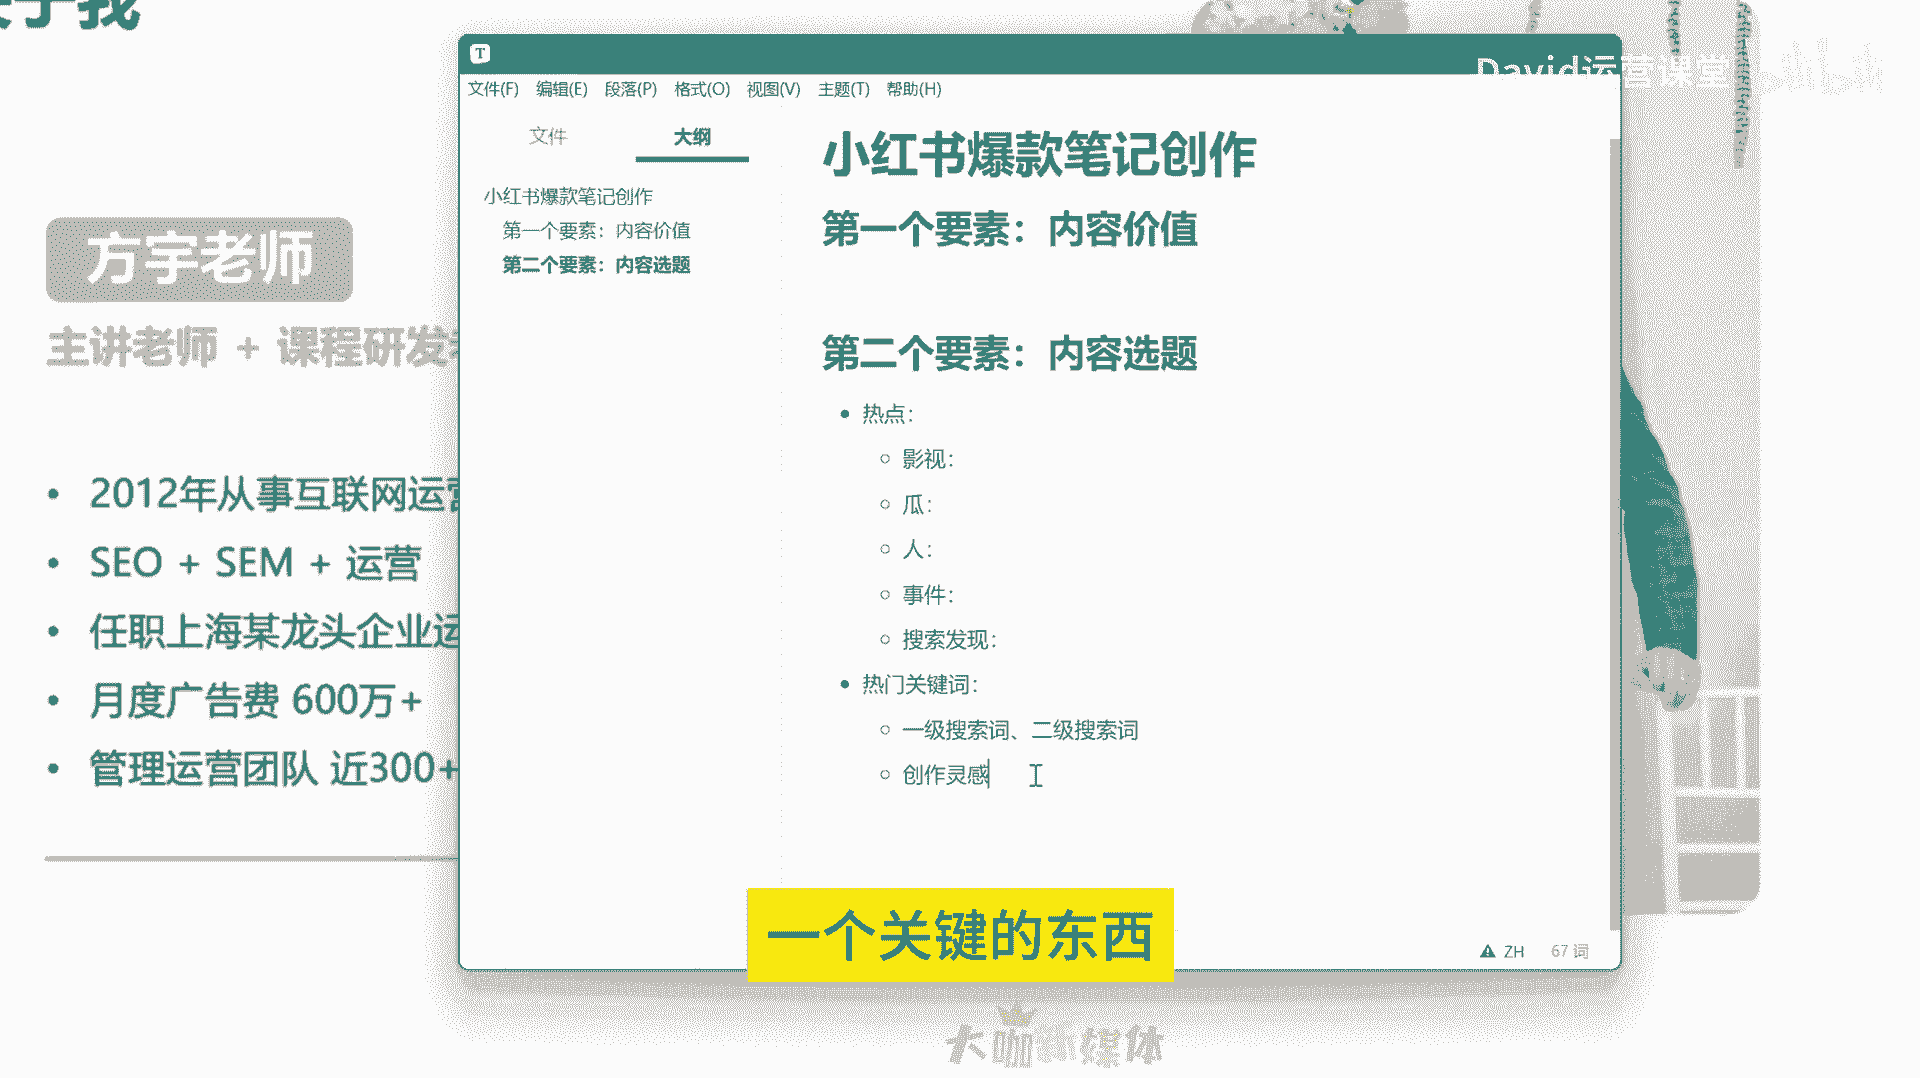 David运营课堂
T
文件(F) 编辑(E) 段落(P) 格式(O) 视图(V) 主题(T) 帮助(H)
文件 大纲
小红书爆款笔记创作
第一个要素：内容价值
第二个要素：内容选题
小红书爆款笔记创作
第一个要素：内容价值
第二个要素：内容选题
• 热点：
○ 影视：
○ 瓜：
○ 人：
○ 事件：
○ 搜索发现：
• 热门关键词：
○ 一级搜索词、二级搜索词
○ 创作灵感
ZH 67 词
方宇老师
主讲老师 + 课程研发
• 2012年从事互联网运营
• SEO + SEM + 运营
• 任职上海某龙头企业运
• 月度广告费 600万+
• 管理运营团队 近300+
一个关键的东西
大咖新媒体